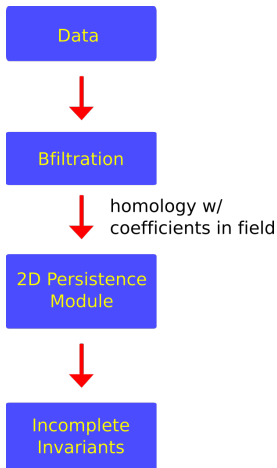 Data
Bfiltration
homology w/
coefficients in field
2D Persistence
Module
Incomplete
Invariants